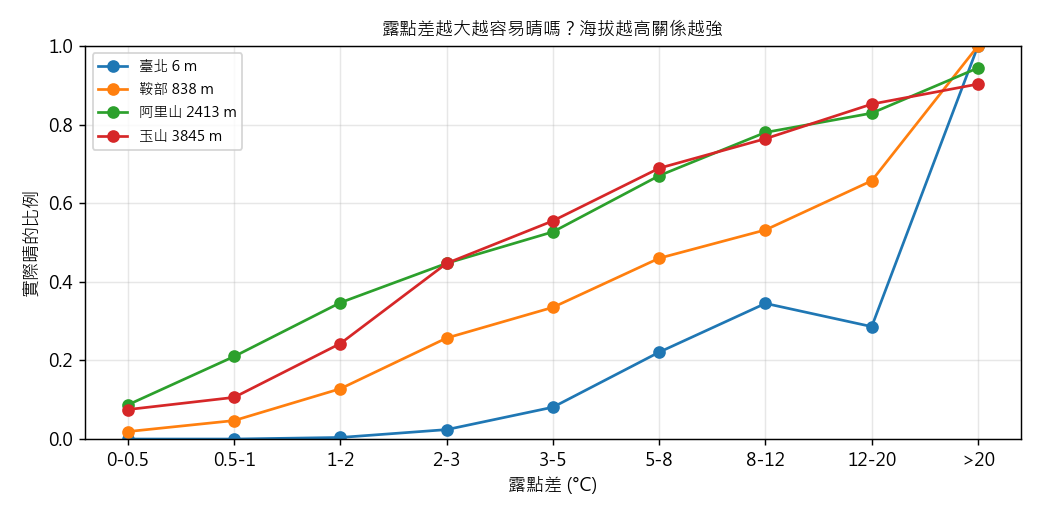 露點差越大越容易晴嗎？海拔越高關係越強
臺北 6 m
鞍部 838 m
阿里山 2413 m
玉山 3845 m
實際晴的比例
1.0
0.8
0.6
0.4
0.2
0.0
0-0.5 0.5-1 1-2 2-3 3-5 5-8 8-12 12-20 >20
露點差 (°C)